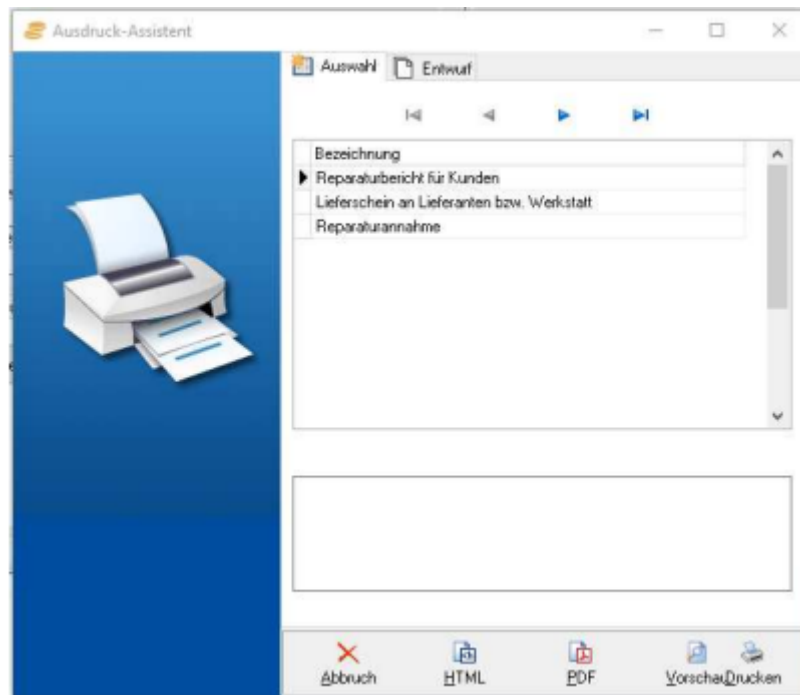 Ausdruck-Assistent
Auswahl Entwurf
Bezeichnung
Reparaturbericht für Kunden
Lieferschein an Lieferanten bzw. Werkstatt
Reparaturannahme
Abbruch HTML PDF Vorschau Drucken